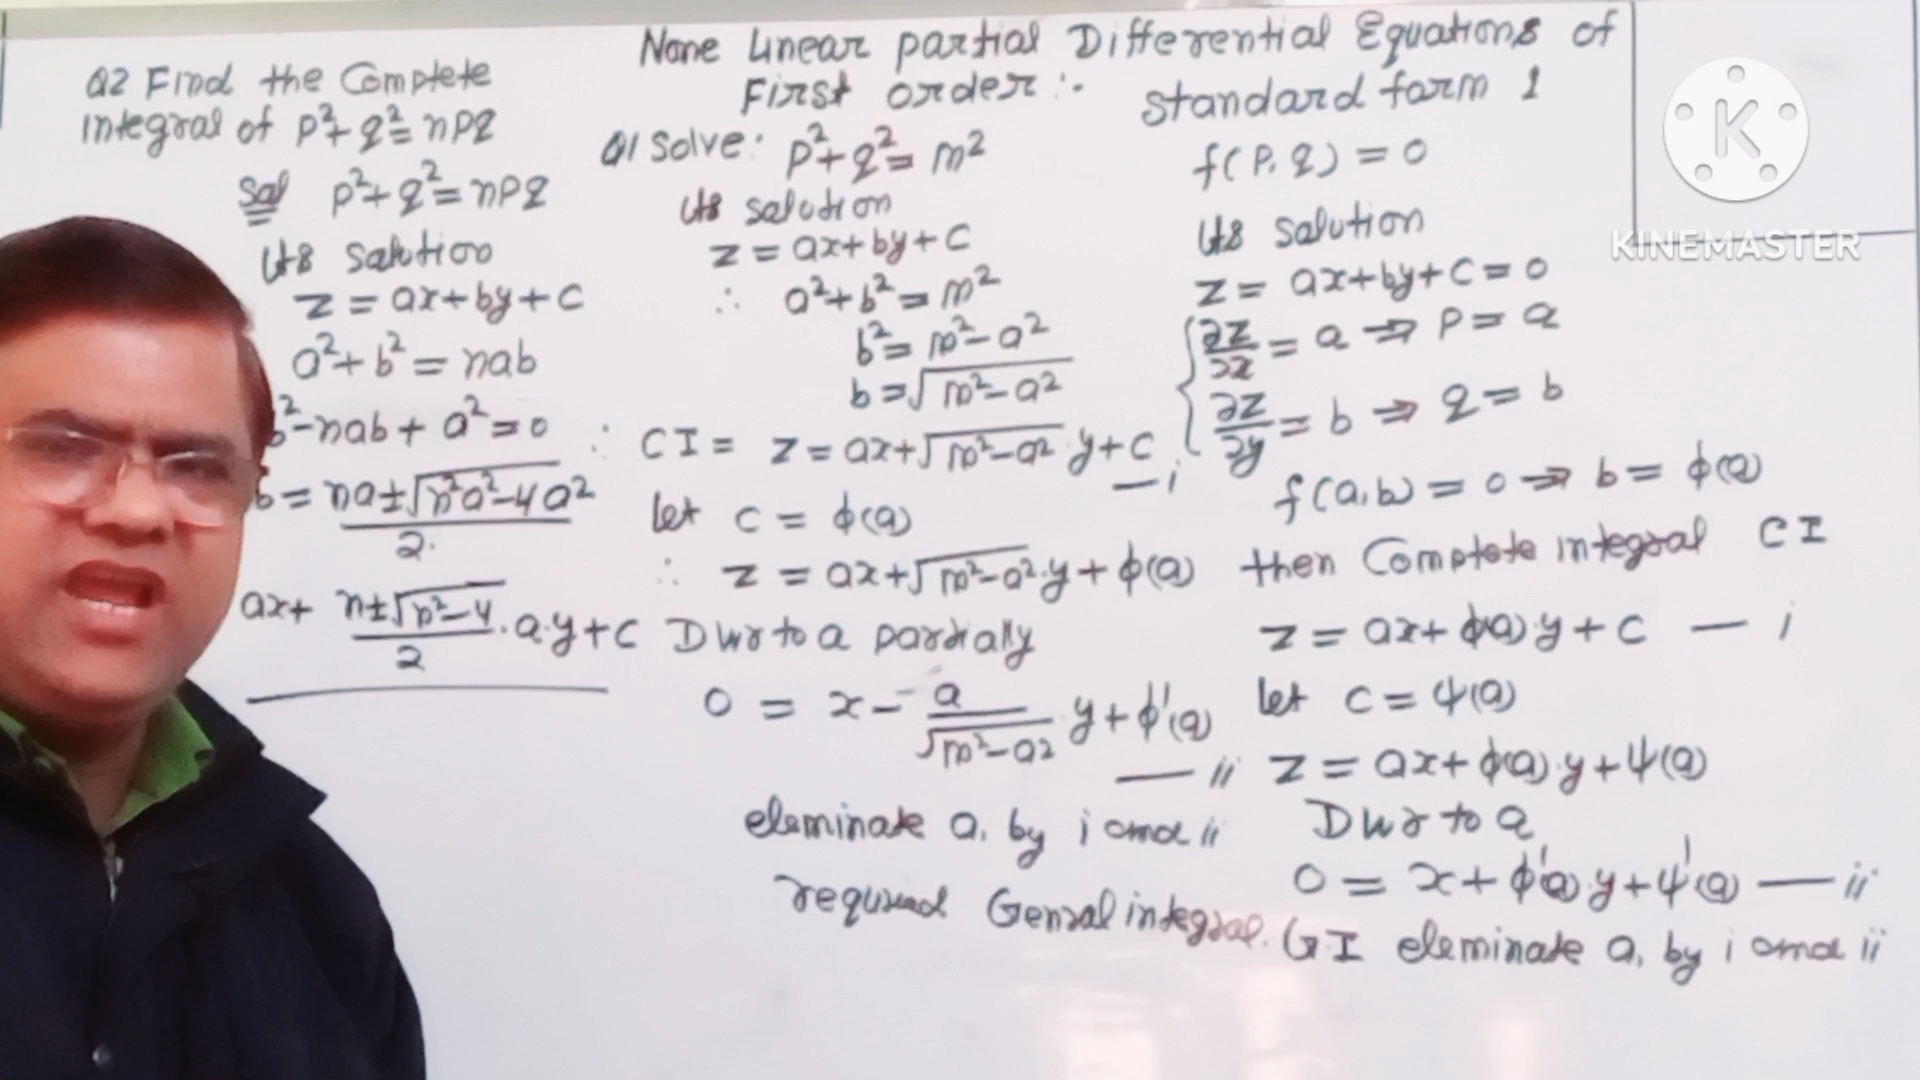 None Linear partial Differential Equations of
First order :-
Q2 Find the Complete
integral of p²+q²=npq
Sol p²+q²=npq
Its solution
z = ax+by+c
a²+b² = nab
b²-nab+a²=0
b = na±√n²a²-4a²
2.
ax+ n±√n²-4 .a.y+c
2
Q1 Solve: p²+q²=m²
Its solution
z = ax+by+c
∴ a²+b²=m²
b²=m²-a²
b=√m²-a²
∴ CI = z=ax+√m²-a² y+c
— i
let c = φ(a)
∴ z = ax+√m²-a².y+φ(a)
Dwr to a partially
0 = x - a y+φ'(a)
√m²-a²
— ii
eleminate a, by i and ii
required Genral integral.
Standard form 1
f(p,q)=0
Its solution
z = ax+by+c=0
∂z/∂x = a ⇒ p = a
∂z/∂y = b ⇒ q = b
f(a,b) = 0 ⇒ b = φ(a)
then Complete integral CI
z = ax+φ(a).y+c — i
let c = ψ(a)
z = ax+φ(a).y+ψ(a)
Dwr to a
0 = x+φ'(a).y+ψ'(a) — ii
GI eleminate a, by i and ii
K
KINEMASTER